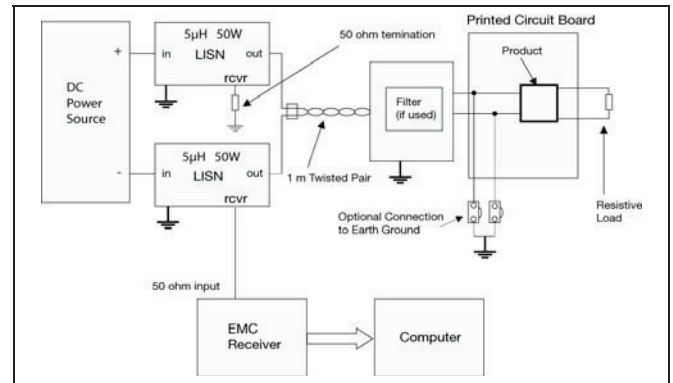 Printed Circuit Board
5µH 50W
LISN
in
out
rcvr
50 ohm temination
+
Product
DC
Power
Source
Filter
(if used)
5µH 50W
LISN
-
in
out
rcvr
1 m Twisted Pair
Optional Connection
to Earth Ground
Resistive
Load
50 ohm input
EMC
Receiver
Computer